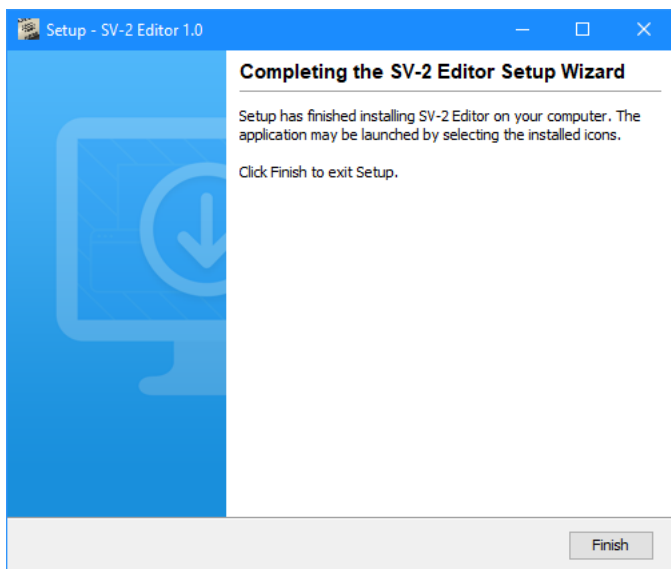 Setup - SV-2 Editor 1.0
Completing the SV-2 Editor Setup Wizard
Setup has finished installing SV-2 Editor on your computer. The
application may be launched by selecting the installed icons.
Click Finish to exit Setup.
Finish